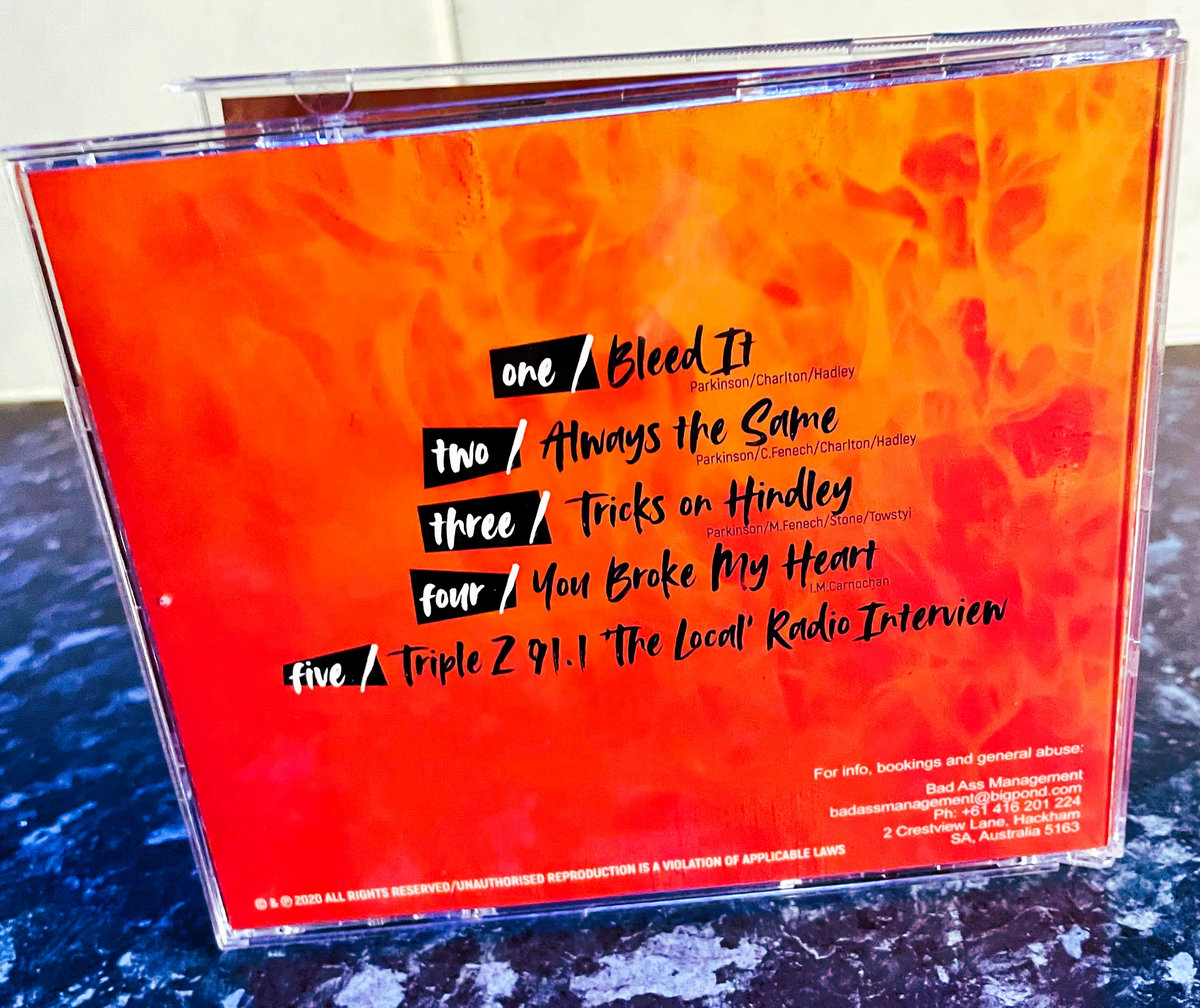 one / Bleed It
Parkinson/Charlton/Hadley
two / Always the Same
Parkinson/C.Fenech/Charlton/Hadley
three / Tricks on Hindley
Parkinson/M.Fenech/Stone/Towstyi
four / You Broke My Heart
I.M.Carnochan
five / Triple Z 91.1 'The Local' Radio Interview
For info, bookings and general abuse:
Bad Ass Management
badassmanagement@bigpond.com
Ph: +61 416 201 224
2 Crestview Lane, Hackham
SA, Australia 5163
© & ℗ 2020 ALL RIGHTS RESERVED/UNAUTHORISED REPRODUCTION IS A VIOLATION OF APPLICABLE LAWS